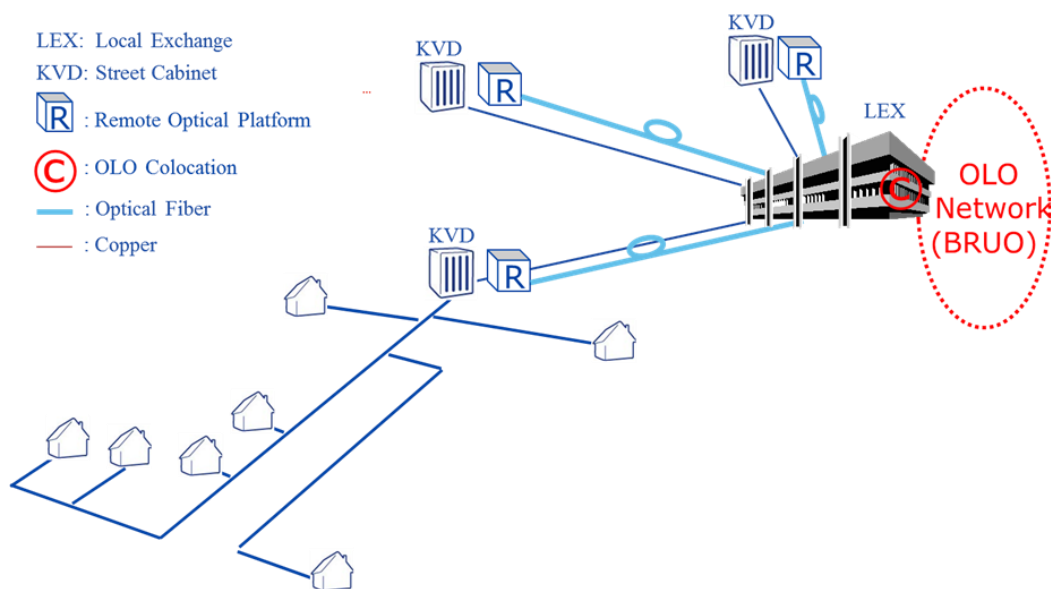 LEX: Local Exchange
KVD: Street Cabinet
R : Remote Optical Platform
C : OLO Colocation
: Optical Fiber
: Copper
...
KVD
R
KVD
R
LEX
C
OLO
Network
(BRUO)
KVD
R